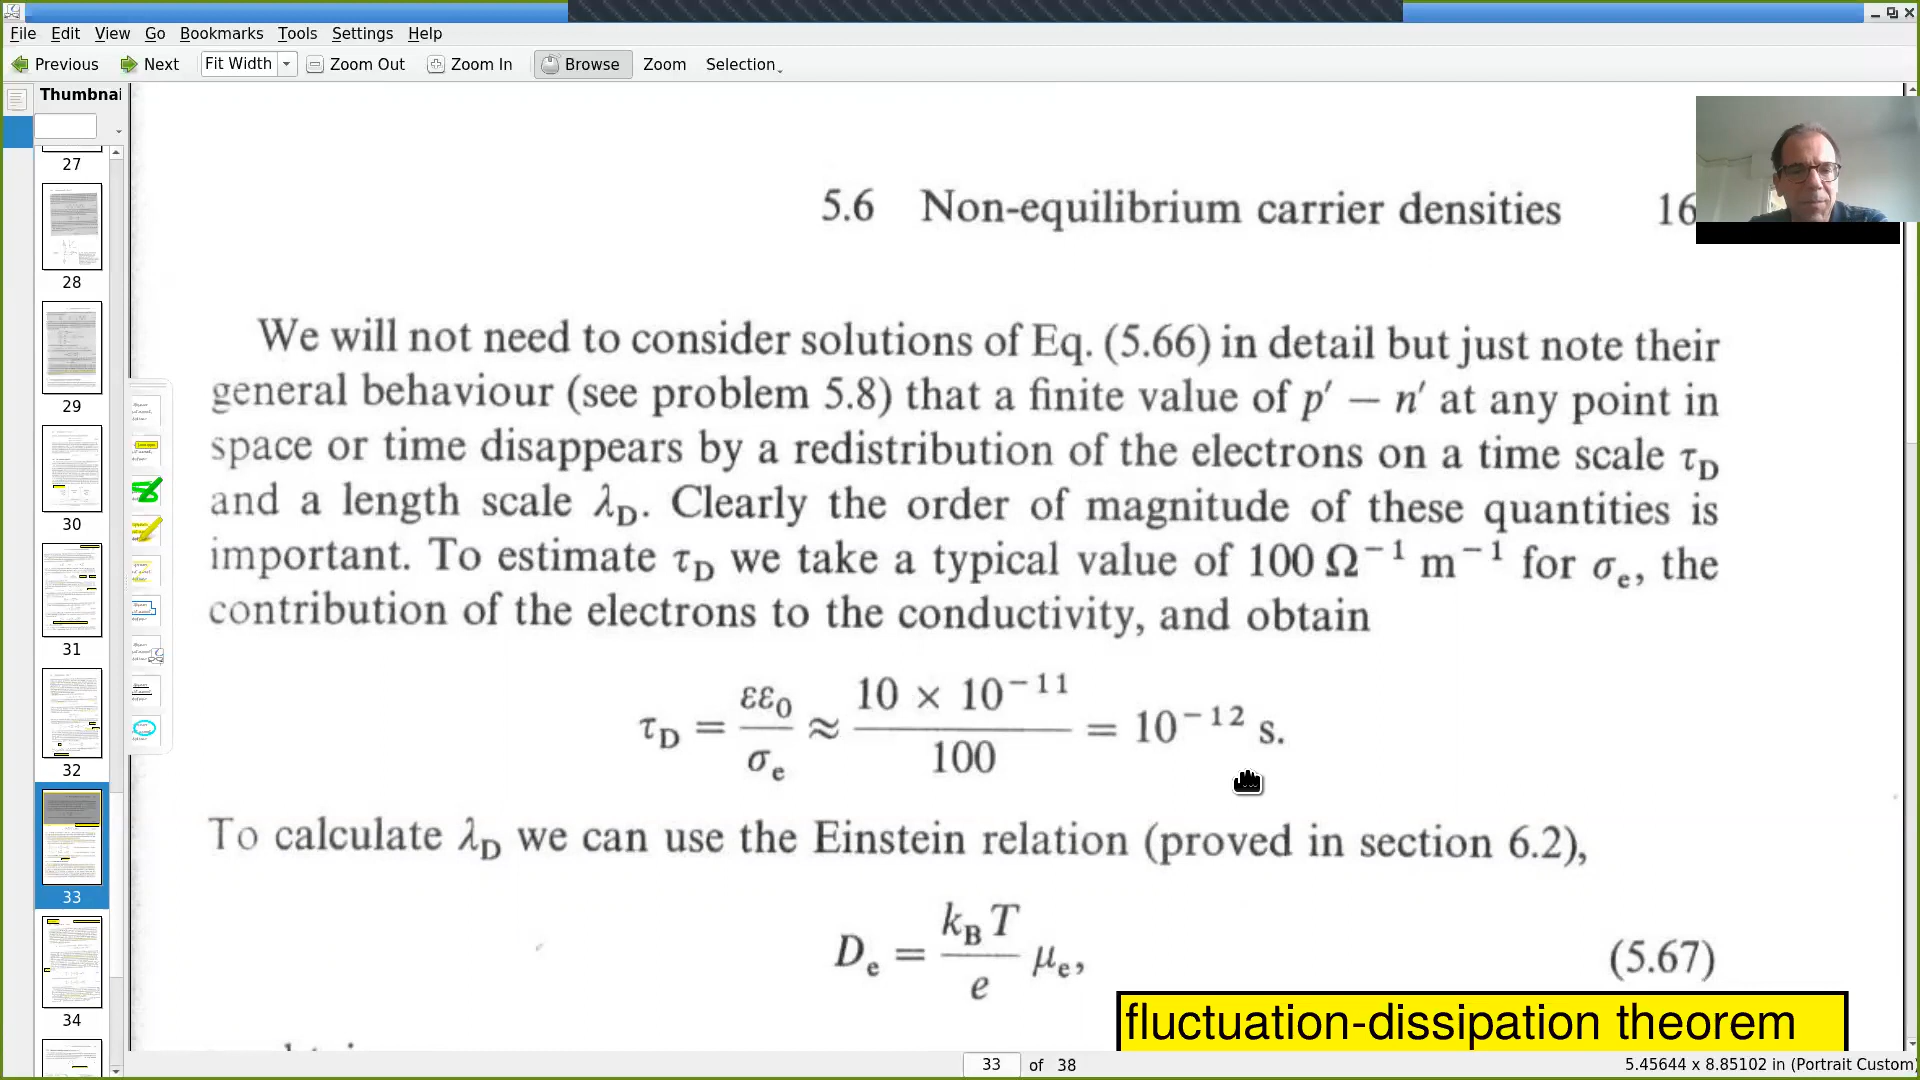 File Edit View Go Bookmarks Tools Settings Help
Previous Next Fit Width Zoom Out Zoom In Browse Zoom Selection
Thumbnai
27
28
29
30
31
32
33
34
5.6 Non-equilibrium carrier densities 16
We will not need to consider solutions of Eq. (5.66) in detail but just note their
general behaviour (see problem 5.8) that a finite value of p′ − n′ at any point in
space or time disappears by a redistribution of the electrons on a time scale τD
and a length scale λD. Clearly the order of magnitude of these quantities is
important. To estimate τD we take a typical value of 100 Ω⁻¹ m⁻¹ for σe, the
contribution of the electrons to the conductivity, and obtain
τD = εε0 / σe ≈ 10 × 10⁻¹¹ / 100 = 10⁻¹² s.
To calculate λD we can use the Einstein relation (proved in section 6.2),
De = kB T / e μe, (5.67)
fluctuation-dissipation theorem
33 of 38 5.45644 x 8.85102 in (Portrait Custom)